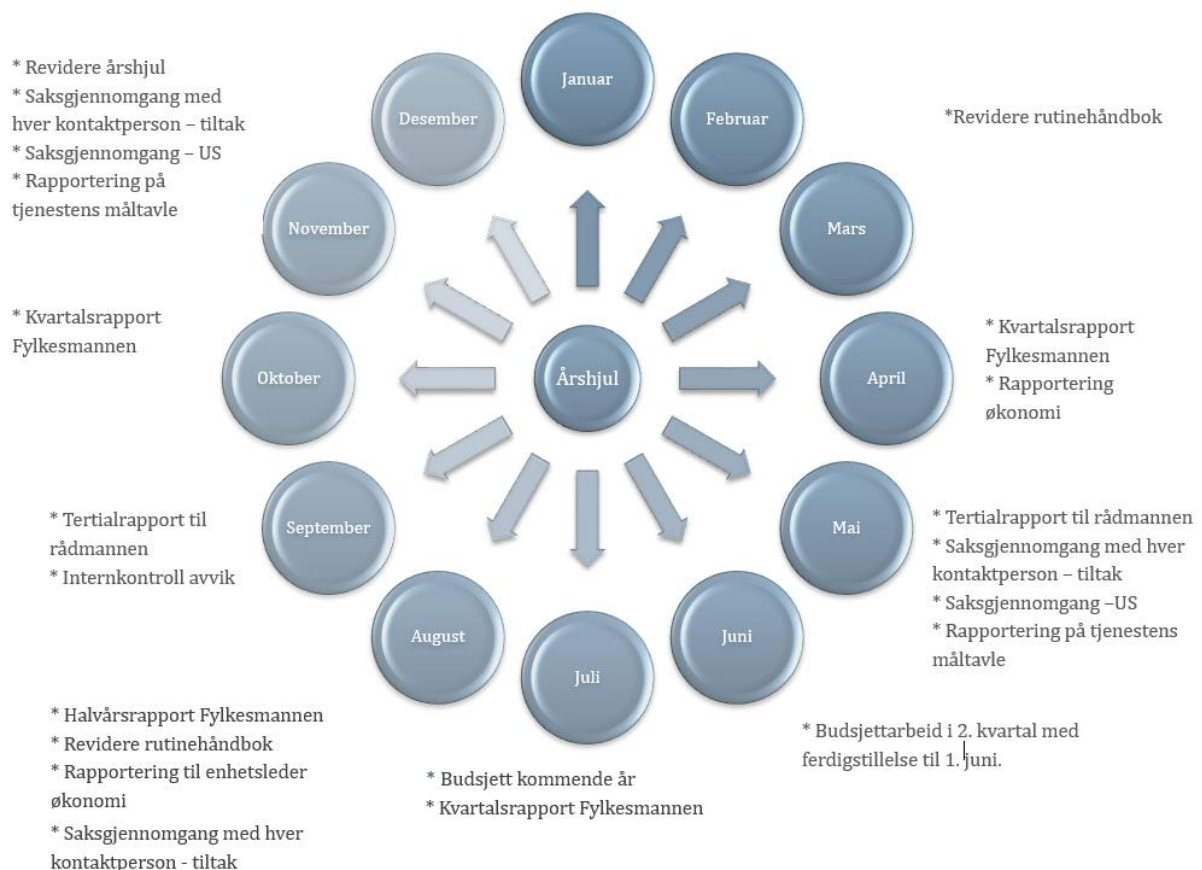 Januar
Februar
Mars
April
Mai
Juni
Juli
August
September
Oktober
November
Desember
Årshjul
*Revidere rutinehåndbok
* Kvartalsrapport
Fylkesmannen
* Rapportering
økonomi
* Tertialrapport til rådmannen
* Saksgjennomgang med hver
kontaktperson – tiltak
* Saksgjennomgang –US
* Rapportering på tjenestens
måltavle
* Budsjettarbeid i 2. kvartal med
ferdigstillelse til 1. juni.
* Budsjett kommende år
* Kvartalsrapport Fylkesmannen
* Halvårsrapport Fylkesmannen
* Revidere rutinehåndbok
* Rapportering til enhetsleder
økonomi
* Saksgjennomgang med hver
kontaktperson - tiltak
* Tertialrapport til
rådmannen
* Internkontroll avvik
* Kvartalsrapport
Fylkesmannen
* Revidere årshjul
* Saksgjennomgang med
hver kontaktperson – tiltak
* Saksgjennomgang – US
* Rapportering på
tjenestens måltavle